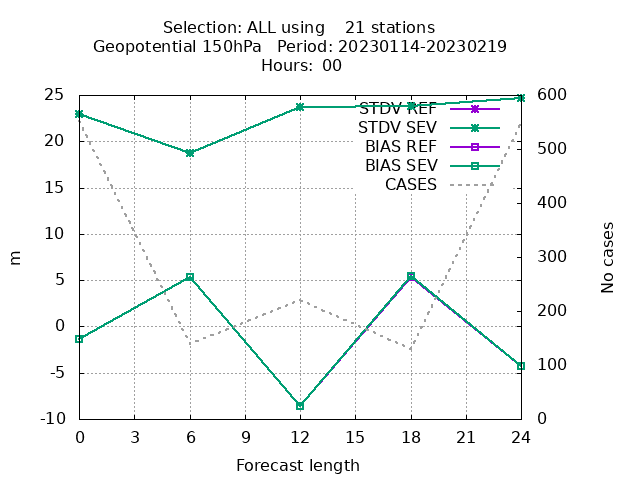 Selection: ALL using    21 stations
Geopotential 150hPa   Period: 20230114-20230219
Hours: 00
25
20
15
10
5
0
-5
-10
m
600
500
400
300
200
100
0
No cases
STDV REF
STDV SEV
BIAS REF
BIAS SEV
CASES
0 3 6 9 12 15 18 21 24
Forecast length